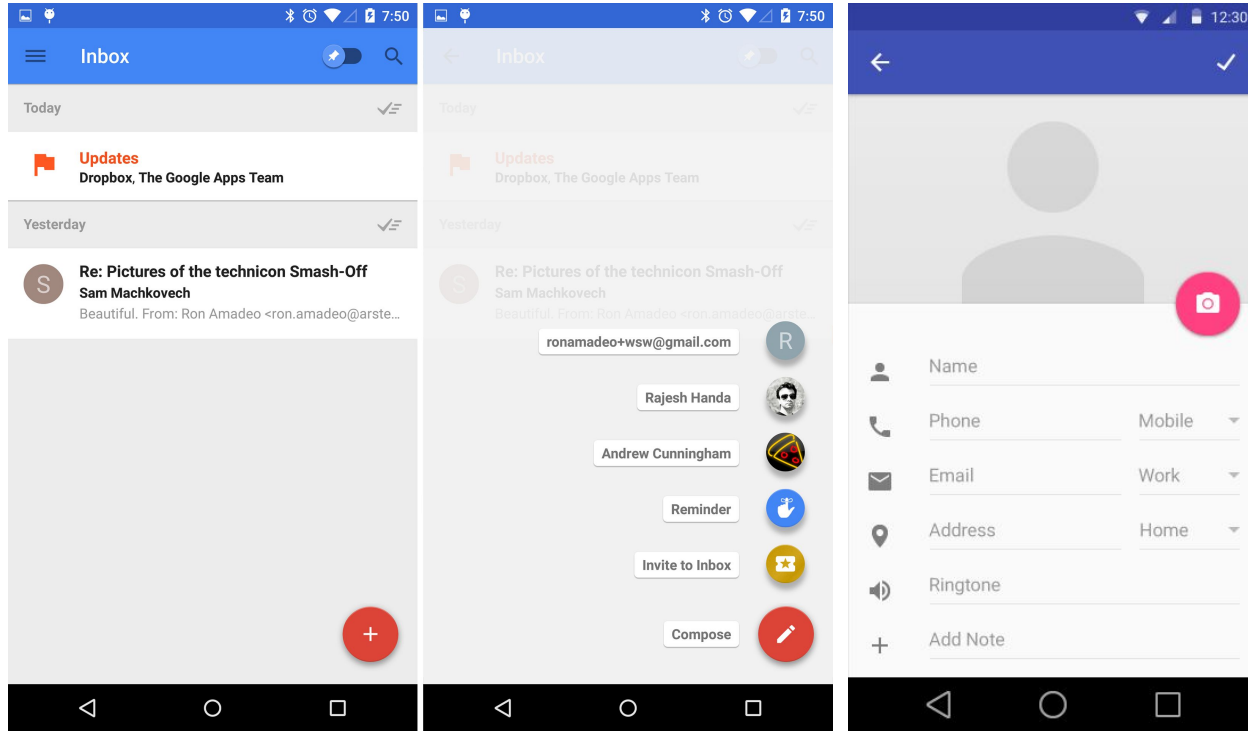 7:50
Inbox
Today
Updates
Dropbox, The Google Apps Team
Yesterday
S
Re: Pictures of the technicon Smash-Off
Sam Machkovech
Beautiful. From: Ron Amadeo <ron.amadeo@arste...
7:50
Inbox
Today
Updates
Dropbox, The Google Apps Team
Yesterday
S
Re: Pictures of the technicon Smash-Off
Sam Machkovech
Beautiful. From: Ron Amadeo <ron.amadeo@arste...
ronamadeo+wsw@gmail.com R
Rajesh Handa
Andrew Cunningham
Reminder
Invite to Inbox
Compose
12:30
Name
Phone Mobile
Email Work
Address Home
Ringtone
Add Note